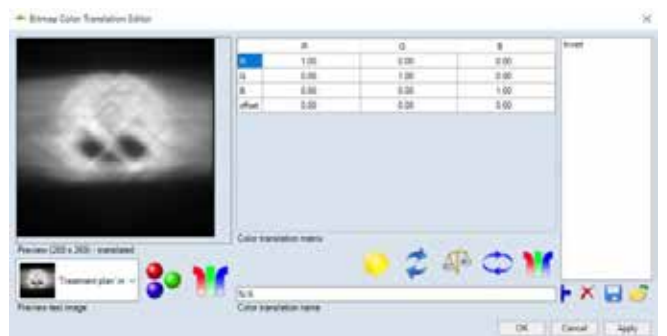 Bitmap Color Translation Editor
R G B
R 1.00 0.00 0.00
G 0.00 1.00 0.00
B 0.00 0.00 1.00
offset 0.00 0.00 0.00
Invert
Preview (200 x 200) - translated
Color translation matrix
Treatment plan
Preview test image
N/A
Color translation name
OK Cancel Apply